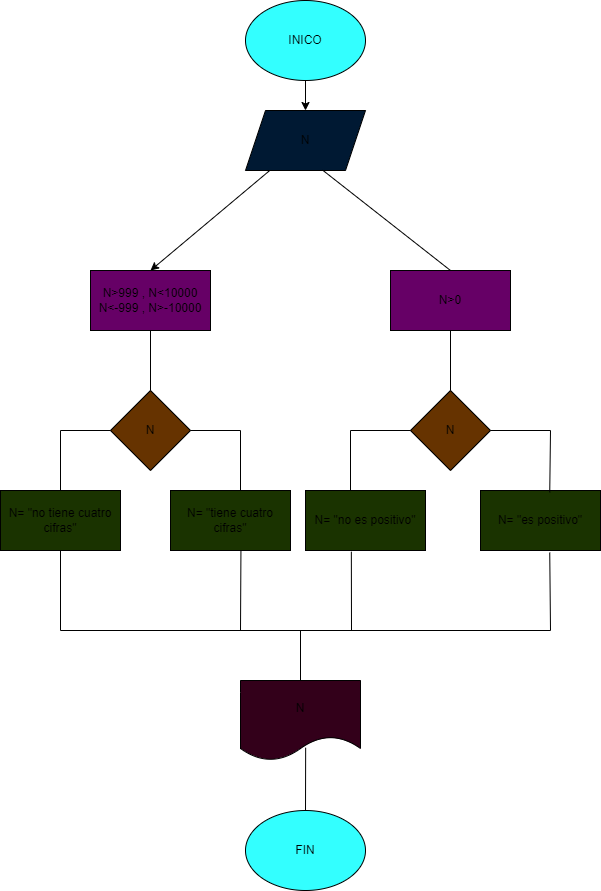 INICO
N
N>999 , N<10000
N<-999 , N>-10000
N>0
N
N
N= "no tiene cuatro
cifras"
N= "tiene cuatro
cifras"
N= "no es positivo"
N= "es positivo"
N
FIN